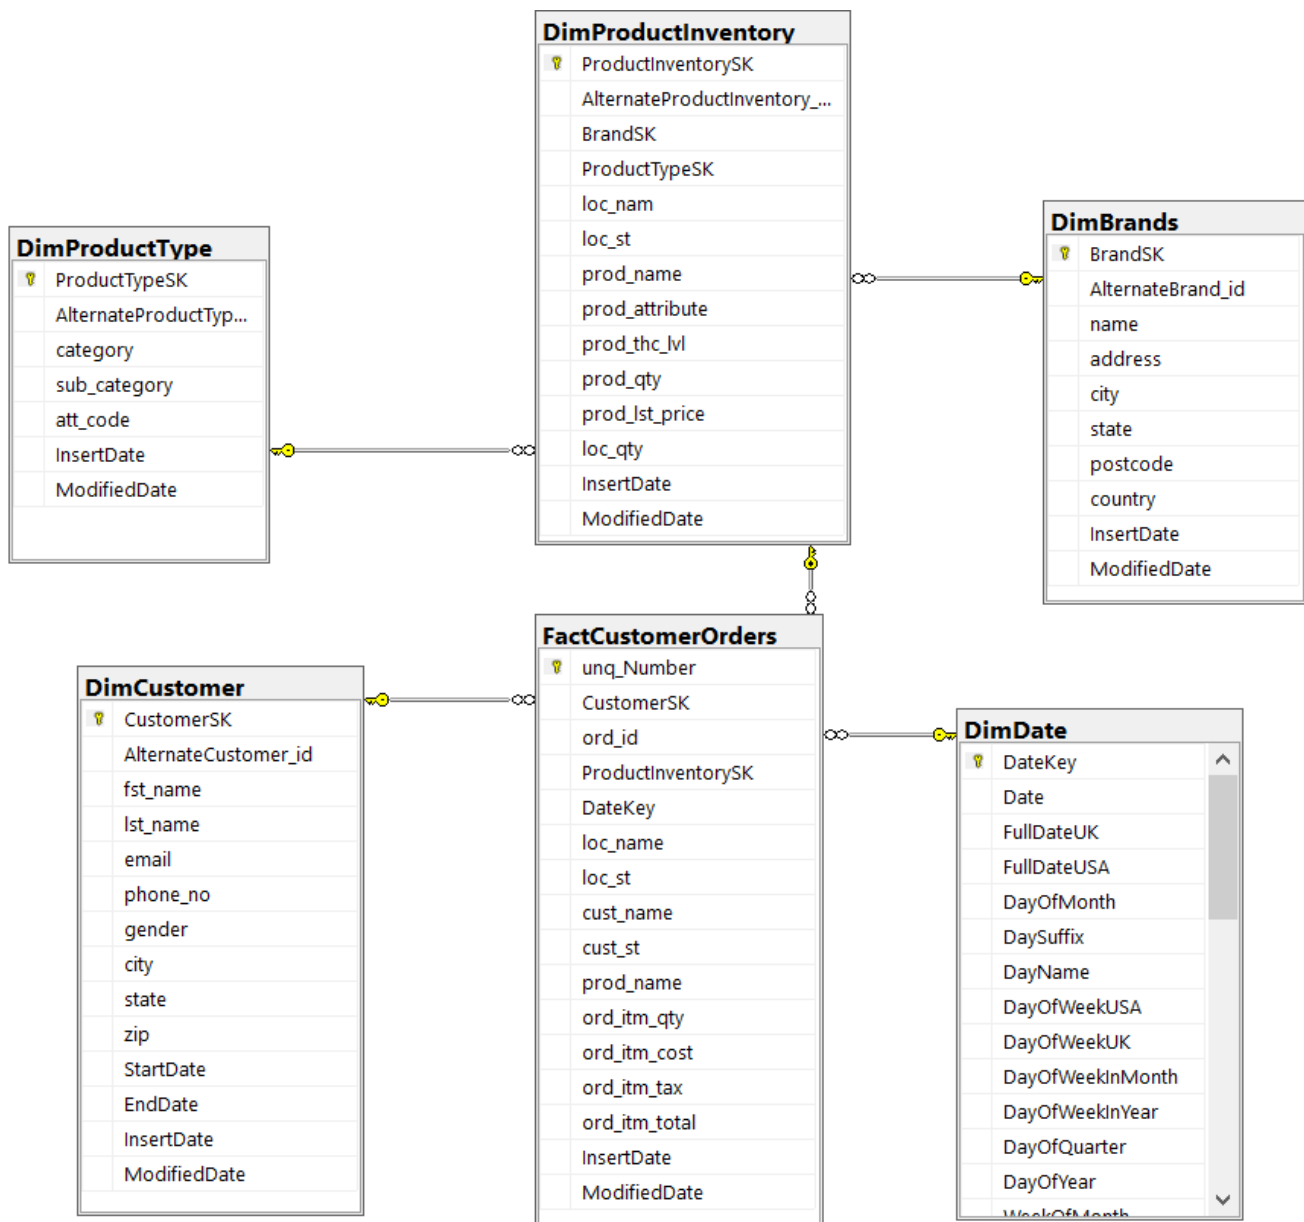 DimProductInventory
ProductInventorySK
AlternateProductInventory_...
BrandSK
ProductTypeSK
loc_nam
loc_st
prod_name
prod_attribute
prod_thc_lvl
prod_qty
prod_lst_price
loc_qty
InsertDate
ModifiedDate
DimProductType
ProductTypeSK
AlternateProductTyp...
category
sub_category
att_code
InsertDate
ModifiedDate
DimBrands
BrandSK
AlternateBrand_id
name
address
city
state
postcode
country
InsertDate
ModifiedDate
FactCustomerOrders
unq_Number
CustomerSK
ord_id
ProductInventorySK
DateKey
loc_name
loc_st
cust_name
cust_st
prod_name
ord_itm_qty
ord_itm_cost
ord_itm_tax
ord_itm_total
InsertDate
ModifiedDate
DimCustomer
CustomerSK
AlternateCustomer_id
fst_name
lst_name
email
phone_no
gender
city
state
zip
StartDate
EndDate
InsertDate
ModifiedDate
DimDate
DateKey
Date
FullDateUK
FullDateUSA
DayOfMonth
DaySuffix
DayName
DayOfWeekUSA
DayOfWeekUK
DayOfWeekInMonth
DayOfWeekInYear
DayOfQuarter
DayOfYear
WeekOfMonth